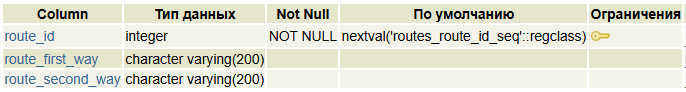 Column Тип данных Not Null По умолчанию Ограничения
route_id integer NOT NULL nextval('routes_route_id_seq'::regclass)
route_first_way character varying(200)
route_second_way character varying(200)